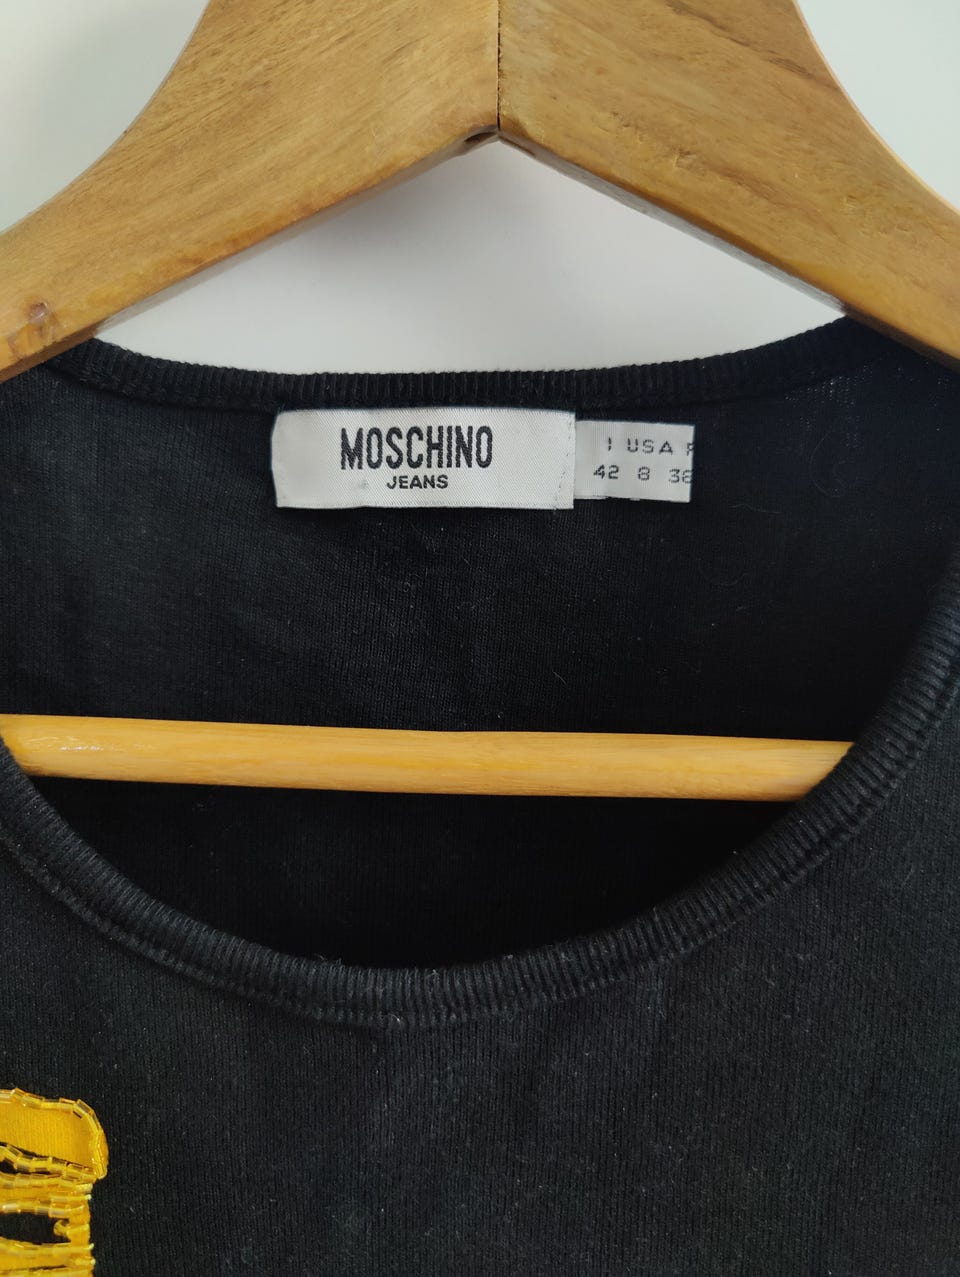 MOSCHINO
JEANS
I USA F
42 8 38